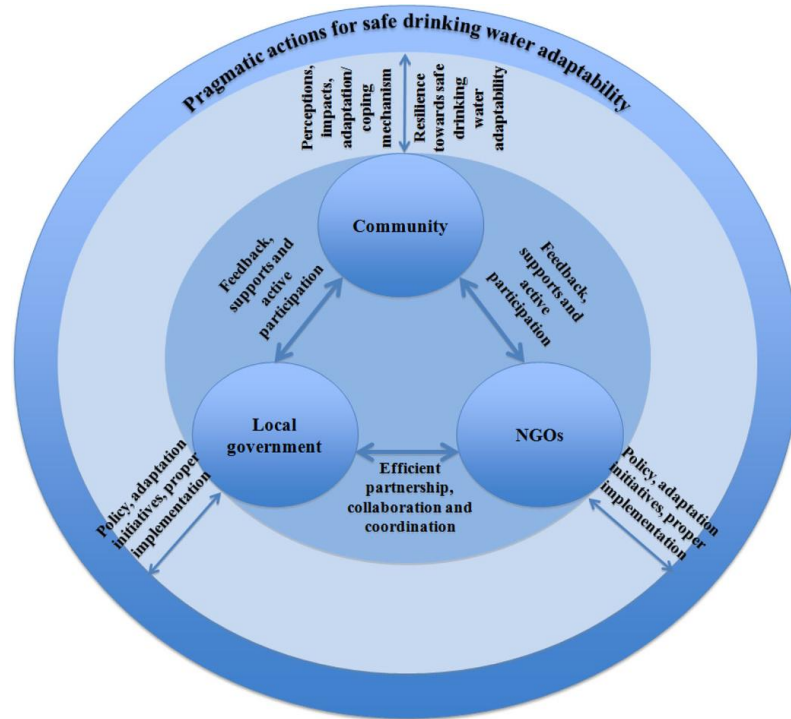 Pragmatic actions for safe drinking water adaptability
Perceptions,
impacts,
adaptation/
coping
mechanism
Resilience
towards safe
drinking
water
adaptability
Community
Feedback,
supports and
active
participation
Feedback,
supports and
active
participation
Local
government
NGOs
Efficient
partnership,
collaboration and
coordination
Policy, adaptation
initiatives, proper
implementation
Policy, adaptation
initiatives, proper
implementation